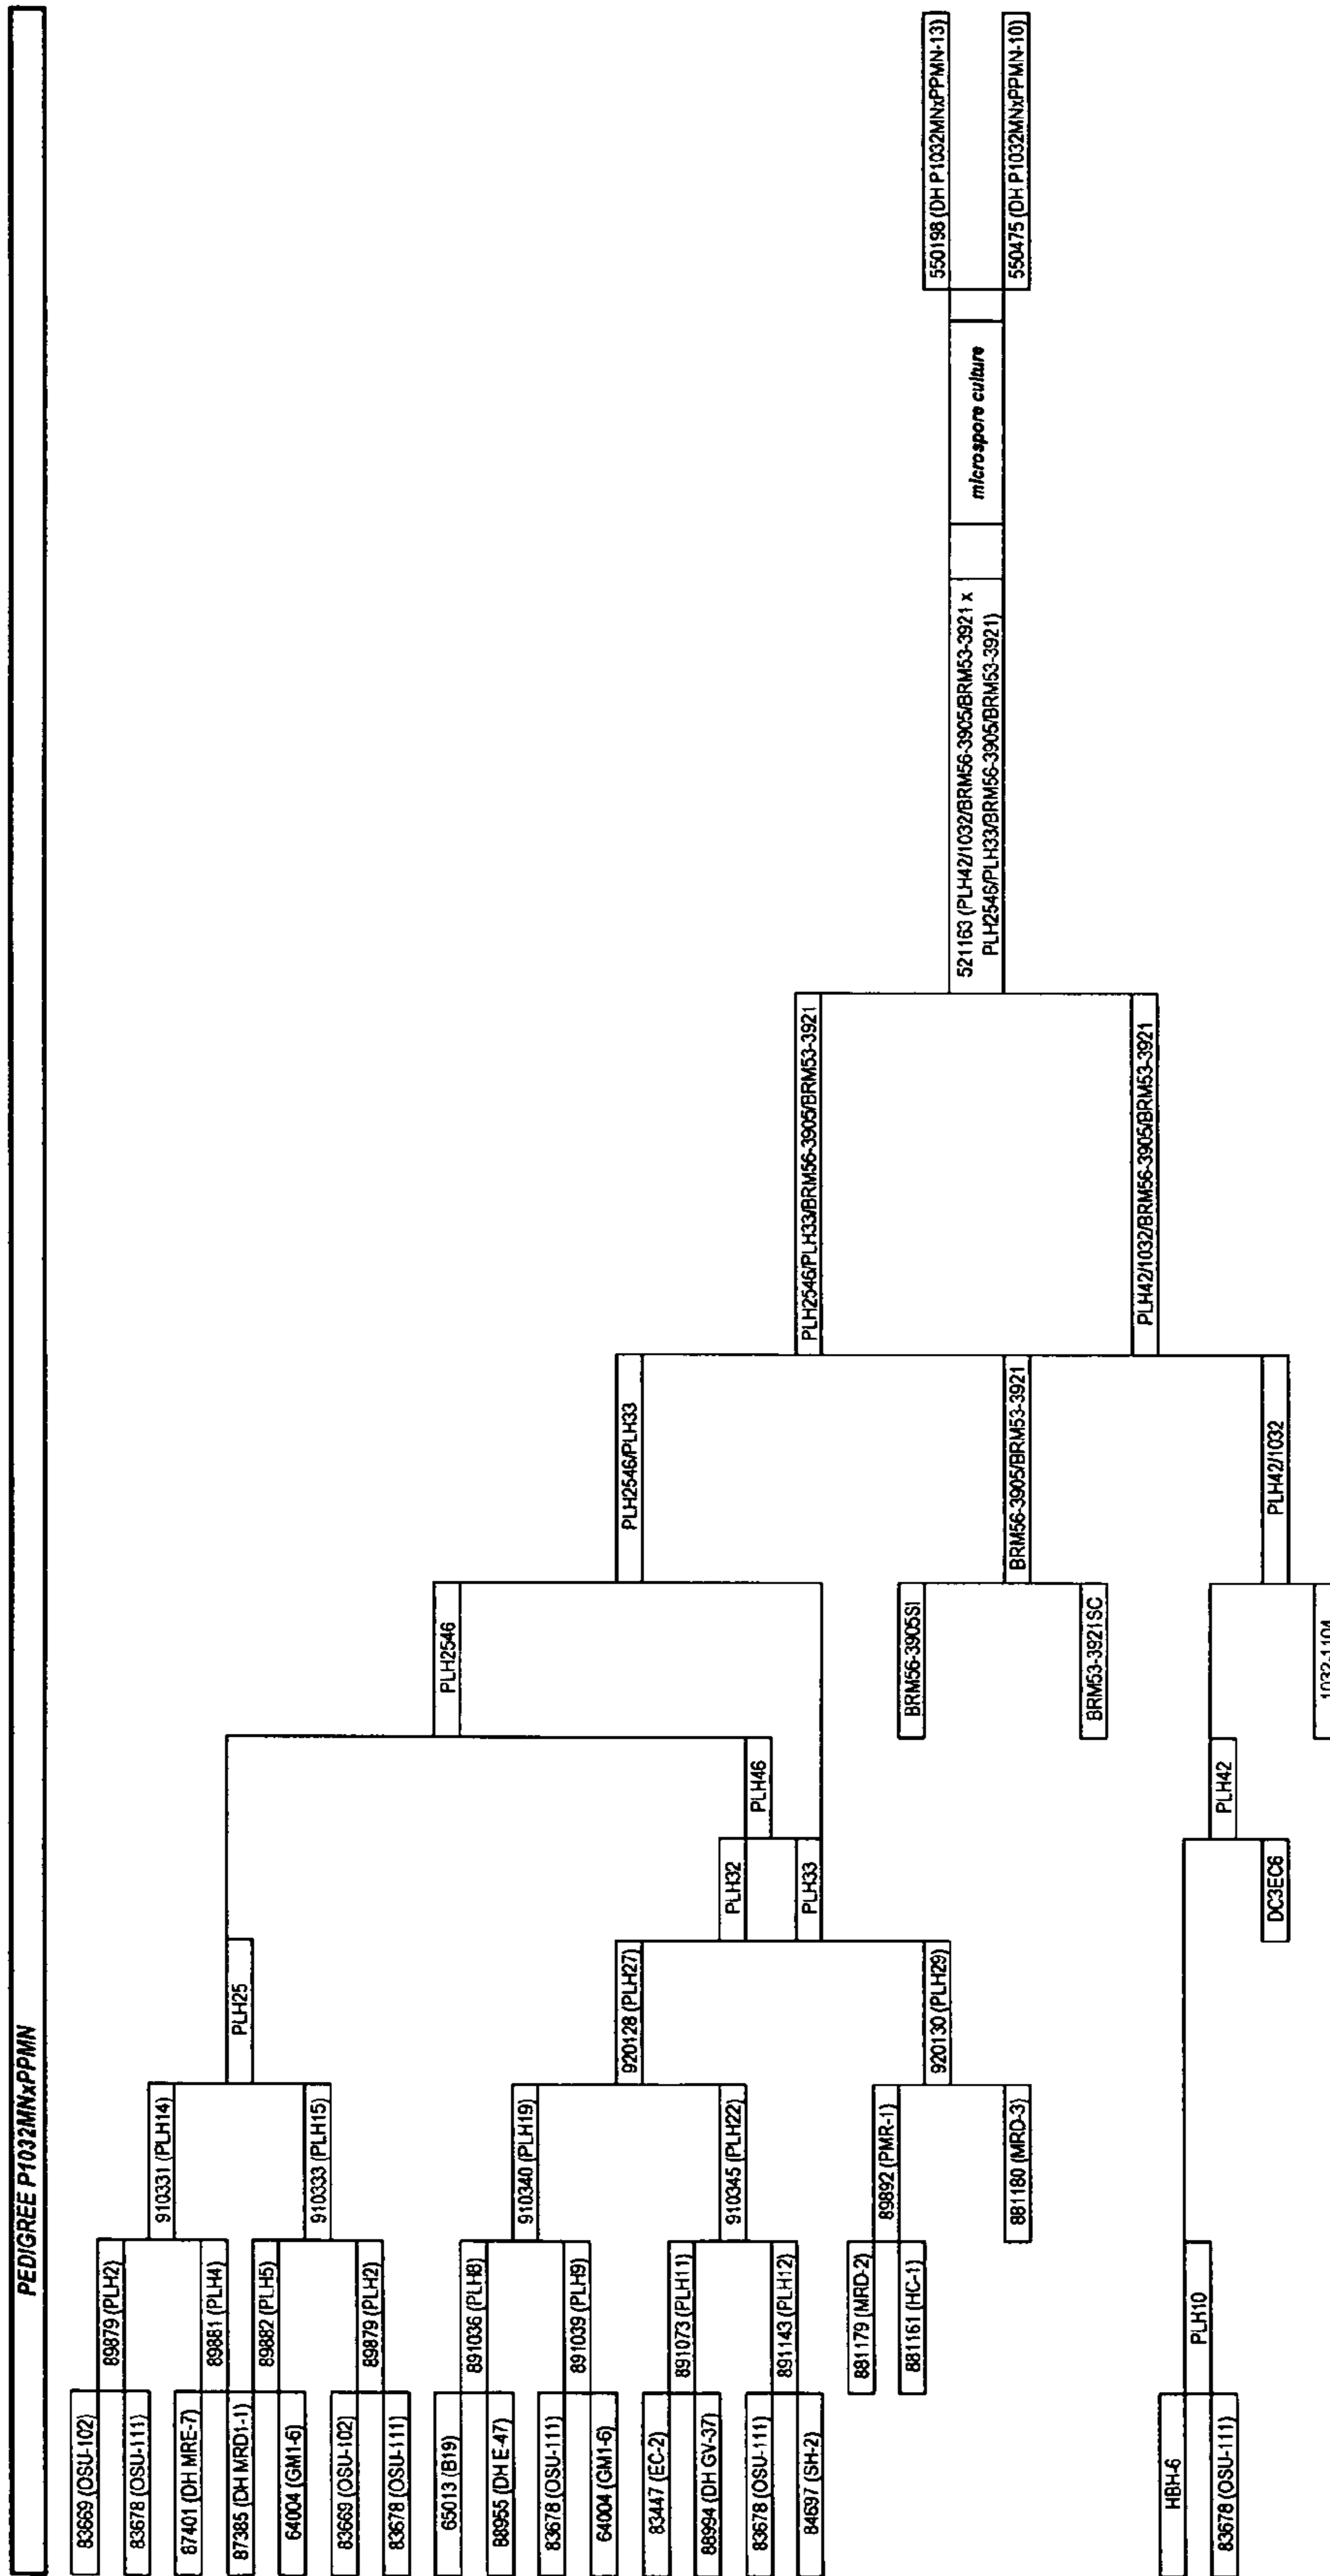 PEDIGREE P1032MNxPPMN
83669 (OSU-102)
83678 (OSU-111)
87401 (DH MRE-7)
87385 (DH MRD1-1)
64004 (GM1-6)
83669 (OSU-102)
83678 (OSU-111)
65013 (B19)
88955 (DH E-47)
83678 (OSU-111)
64004 (GM1-6)
83447 (EC-2)
88994 (DH GV-37)
83678 (OSU-111)
84697 (SH-2)
HBH-6
83678 (OSU-111)
89879 (PLH2)
89881 (PLH4)
89882 (PLH5)
89879 (PLH2)
891036 (PLH8)
891039 (PLH9)
891073 (PLH11)
891143 (PLH12)
881179 (MRD-2)
881161 (HC-1)
PLH10
910331 (PLH14)
910333 (PLH15)
910340 (PLH19)
910345 (PLH22)
89892 (PMR-1)
881180 (MRD-3)
PLH25
920128 (PLH27)
920130 (PLH29)
PLH32
PLH33
DC3EC6
PLH46
PLH42
PLH2546
BRM56-3905SI
BRM53-3921SC
1032-1104
PLH2546/PLH33
BRM56-3905/BRM53-3921
PLH42/1032
PLH2546/PLH33/BRM56-3905/BRM53-3921
PLH42/1032/BRM56-3905/BRM53-3921
521163 (PLH42/1032/BRM56-3905/BRM53-3921 x
PLH2546/PLH33/BRM56-3905/BRM53-3921)
microspore culture
550198 (DH P1032MNxPPMN-13)
550475 (DH P1032MNxPPMN-10)